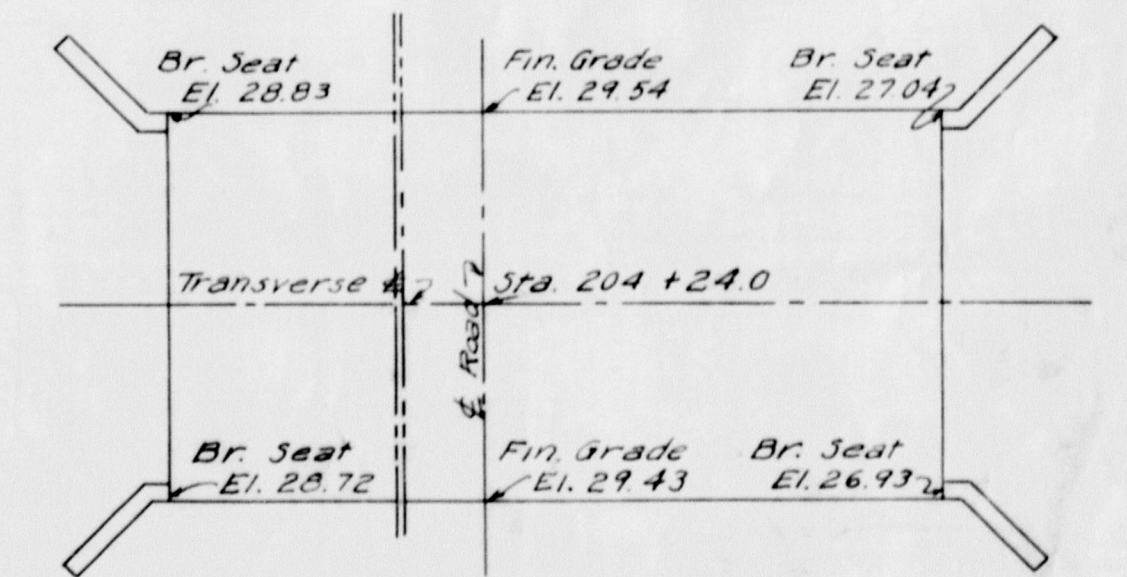 Br. Seat
El. 28.83
Fin. Grade
El. 29.54
Br. Seat
El. 27.04
Transverse ℄
Sta. 204 +24.0
℄ Road
Br. Seat
El. 28.72
Fin. Grade
El. 29.43
Br. Seat
El. 26.93